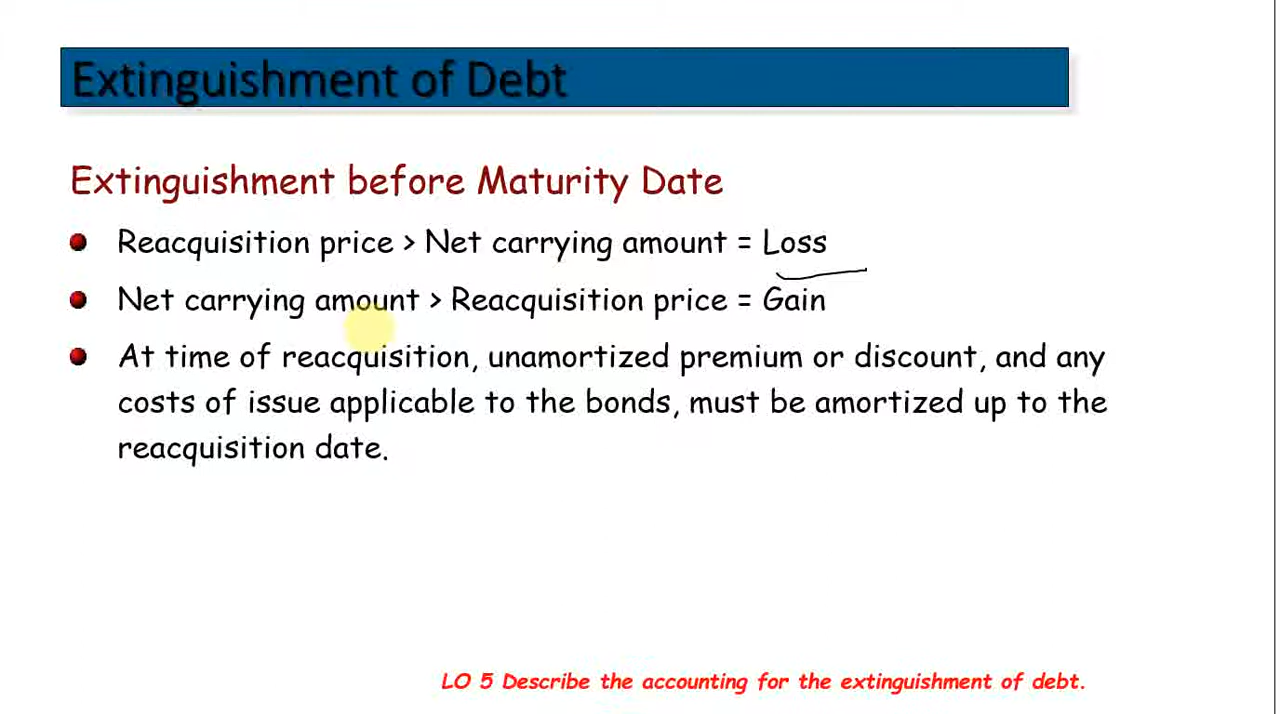 Extinguishment of Debt
Extinguishment before Maturity Date
Reacquisition price > Net carrying amount = Loss
Net carrying amount > Reacquisition price = Gain
At time of reacquisition, unamortized premium or discount, and any
costs of issue applicable to the bonds, must be amortized up to the
reacquisition date.
LO 5 Describe the accounting for the extinguishment of debt.